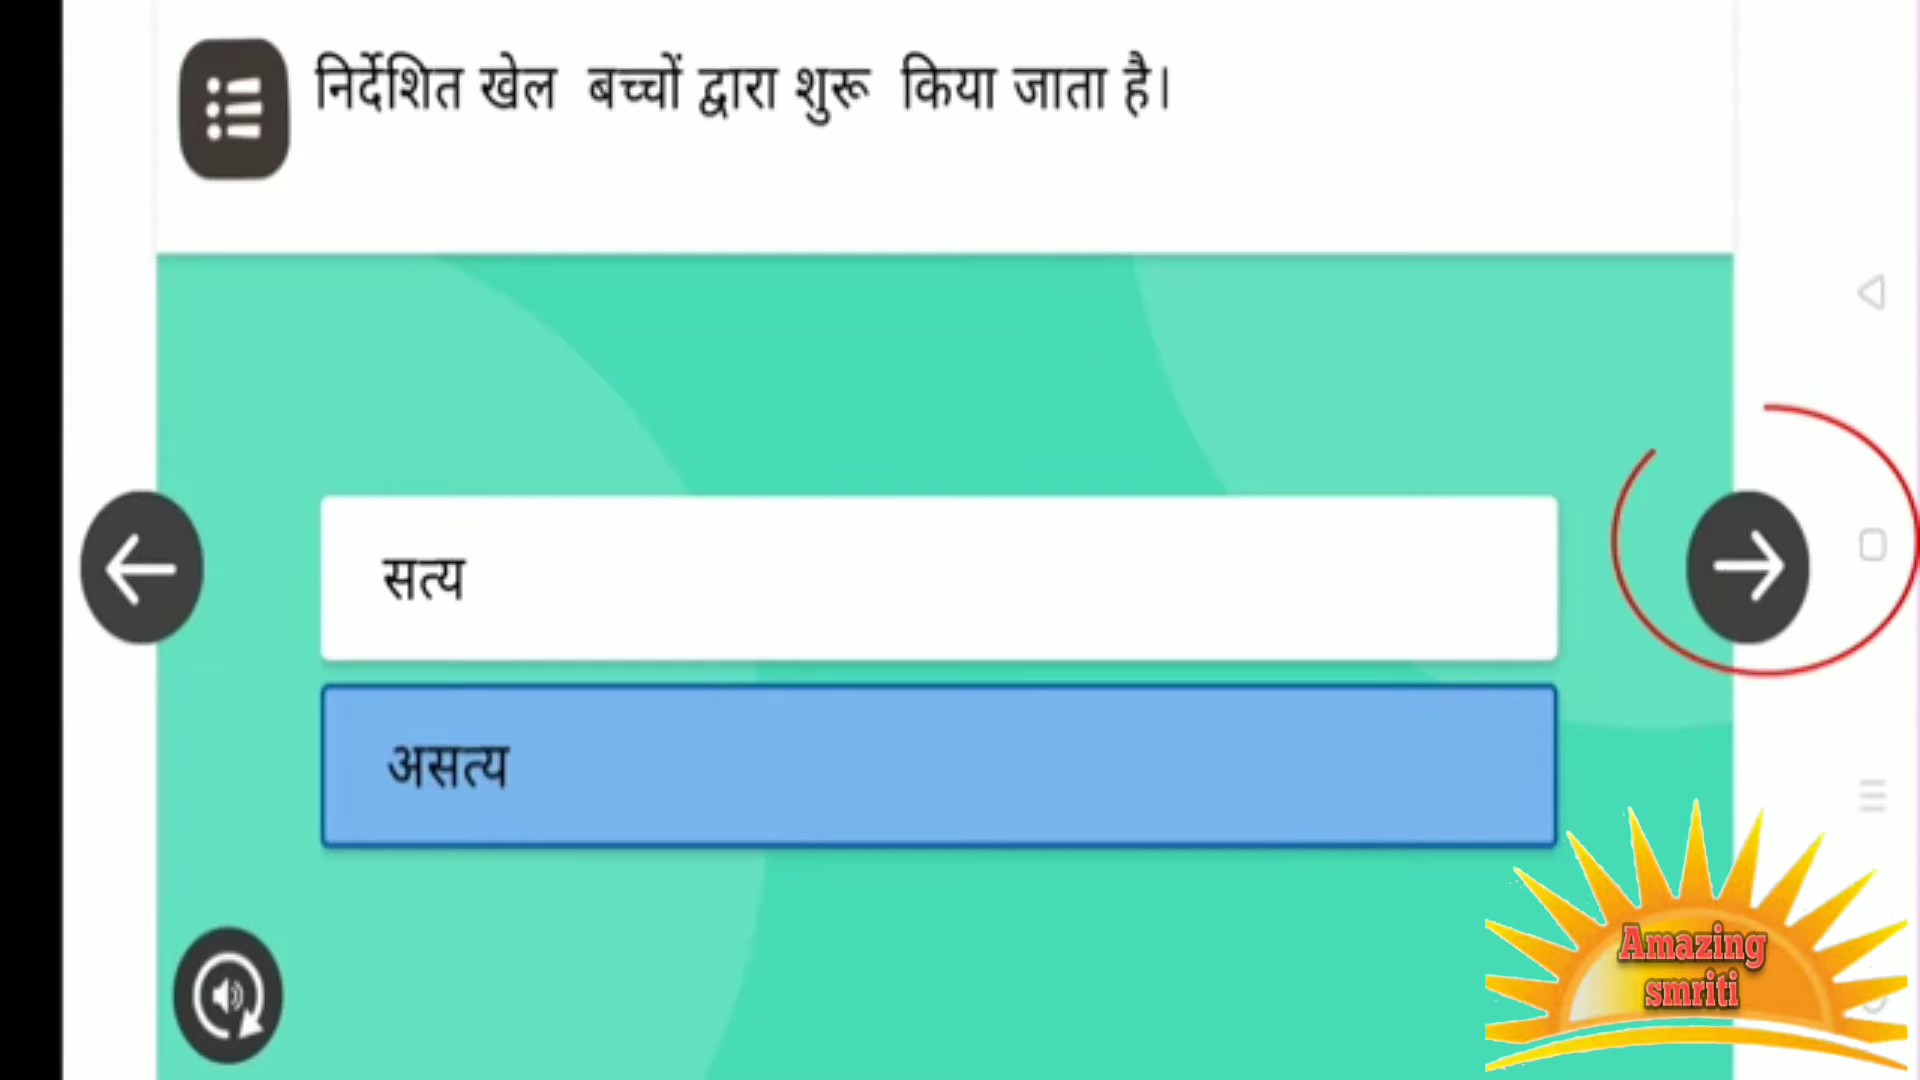 निर्देशित खेल बच्चों द्वारा शुरू किया जाता है।
सत्य
असत्य
Amazing
smriti